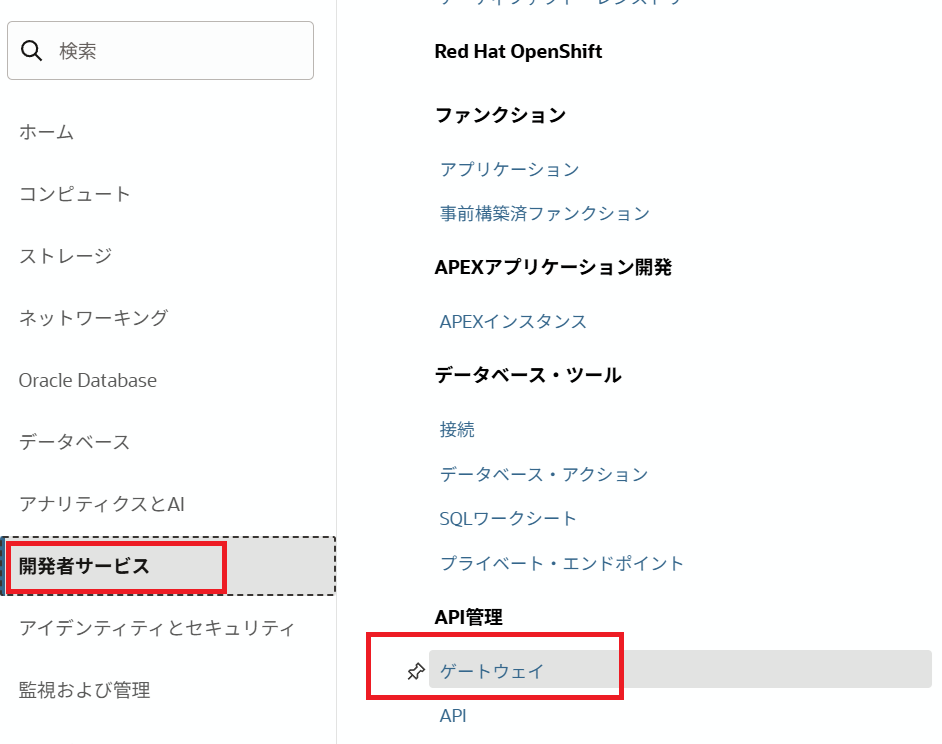 検索
ホーム
コンピュート
ストレージ
ネットワーキング
Oracle Database
データベース
アナリティクスとAI
開発者サービス
アイデンティティとセキュリティ
監視および管理
Red Hat OpenShift
ファンクション
アプリケーション
事前構築済ファンクション
APEXアプリケーション開発
APEXインスタンス
データベース・ツール
接続
データベース・アクション
SQLワークシート
プライベート・エンドポイント
API管理
ゲートウェイ
API